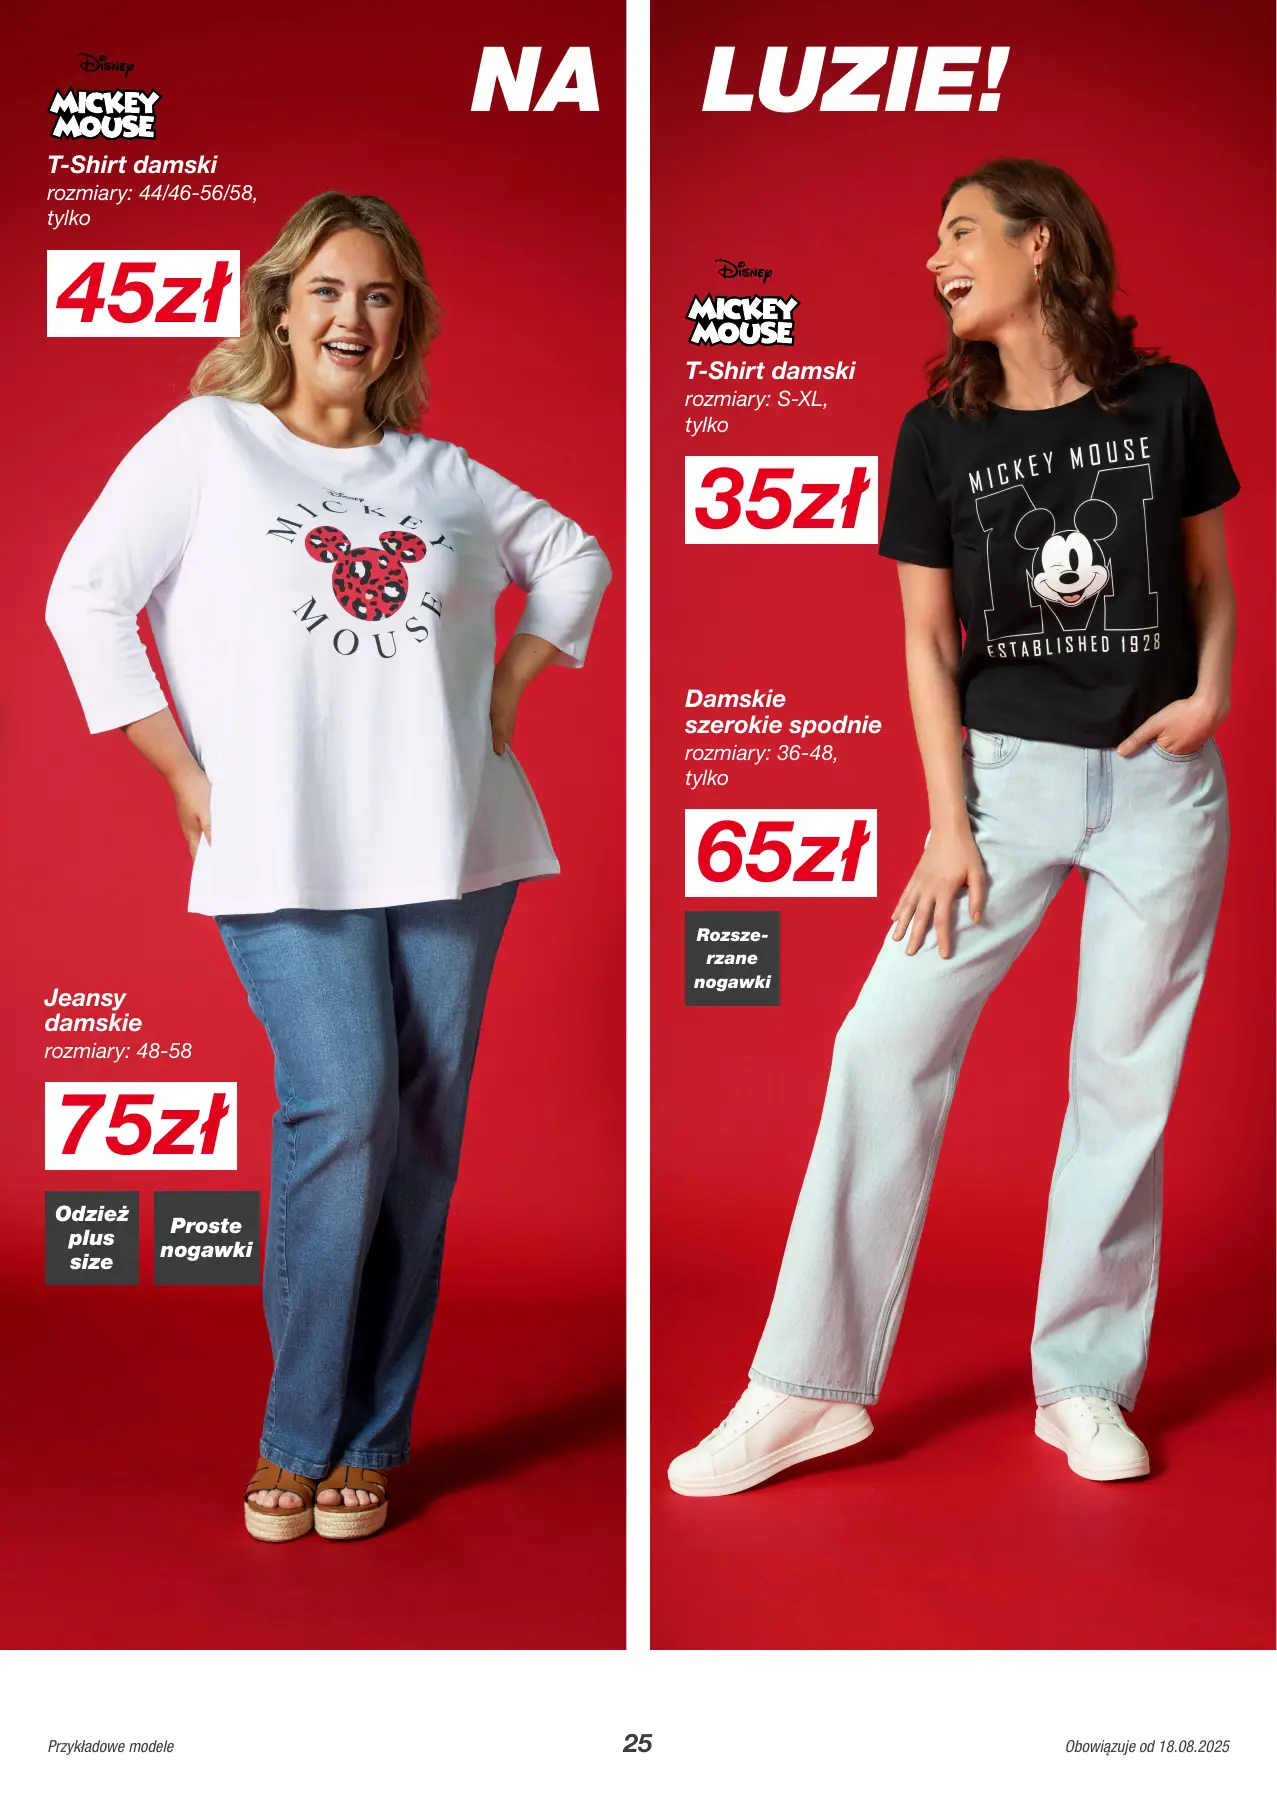 NA LUZIE!
Disney
MICKEY
MOUSE
T-Shirt damski
rozmiary: 44/46-56/58,
tylko
45zł
Disney
MICKEY
MOUSE
Jeansy
damskie
rozmiary: 48-58
75zł
Odzież
plus
size
Proste
nogawki
Disney
MICKEY
MOUSE
T-Shirt damski
rozmiary: S-XL,
tylko
35zł
MICKEY MOUSE
M
ESTABLISHED 1928
Damskie
szerokie spodnie
rozmiary: 36-48,
tylko
65zł
Rozsze-
rzane
nogawki
Przykładowe modele
25
Obowiązuje od 18.08.2025